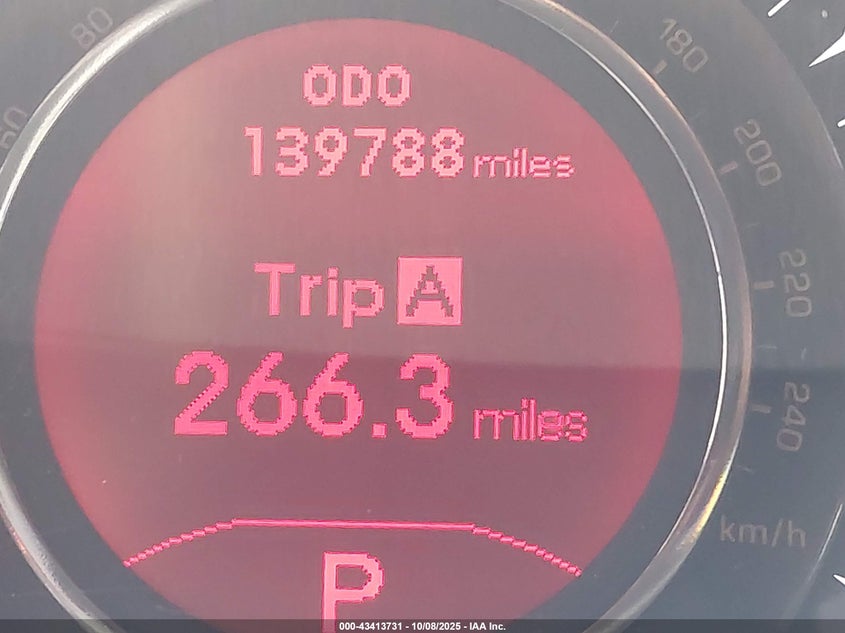 80
180
60
ODO
139788 miles
200
Trip A
220
266.3 miles
240
km/h
P
000-43413731 - 10/08/2025 - IAA Inc.